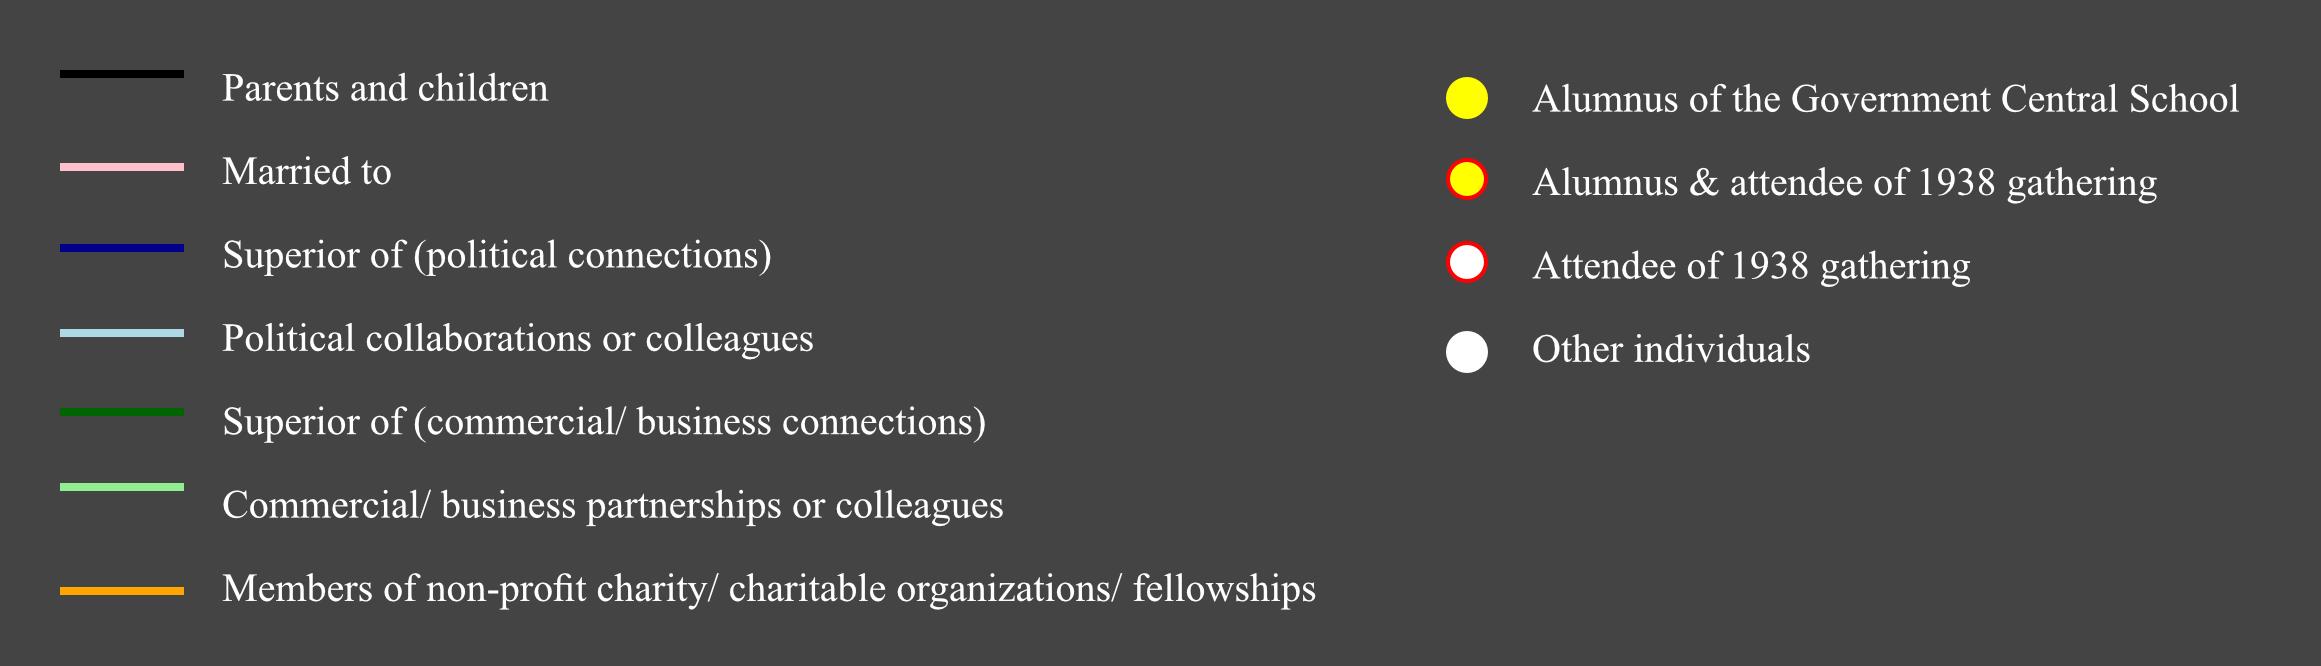 Parents and children
Married to
Superior of (political connections)
Political collaborations or colleagues
Superior of (commercial/ business connections)
Commercial/ business partnerships or colleagues
Members of non-profit charity/ charitable organizations/ fellowships
Alumnus of the Government Central School
Alumnus & attendee of 1938 gathering
Attendee of 1938 gathering
Other individuals